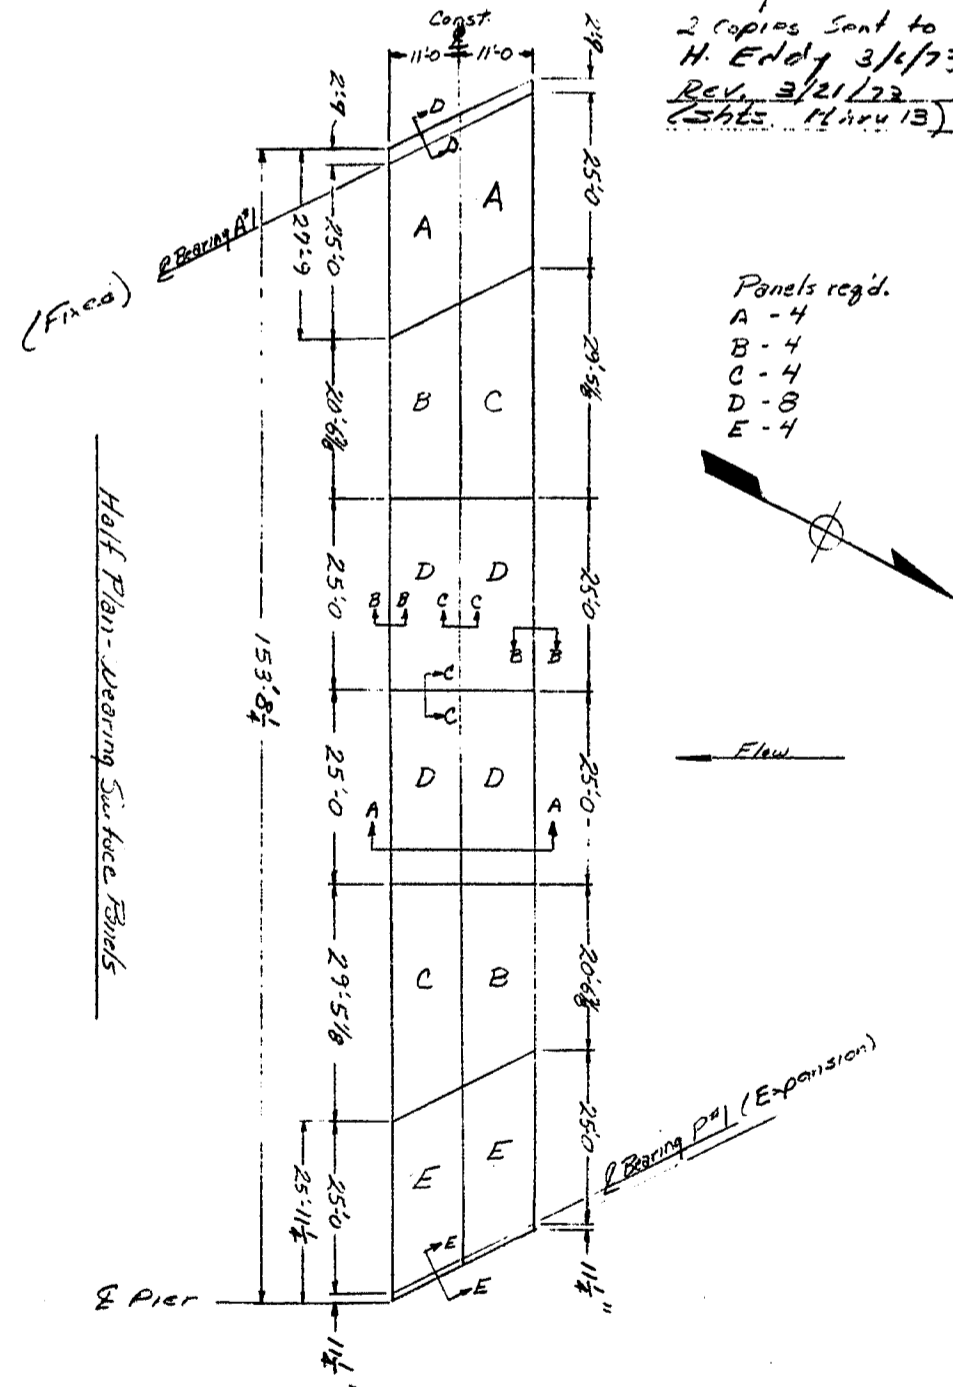 2 copies sent to
H. Eddy 3/6/73
Rev. 3/21/73
(Shts. 1 thru 13)
Const.
℄
11'-0 11'-0
2'-9
2'-9
D
D
25'-0
25'-0
27'-9
℄ Bearing A#1
(Fixed)
A A
Panels req'd.
A - 4
B - 4
C - 4
D - 8
E - 4
B C
20'-6⅞
29'-5⅛
D D
B B C C
B B
25'-0
25'-0
C
C
Half Plan - Wearing Surface Panels
153'-8¼
Flow
D D
25'-0
25'-0
A A
C B
29'-5⅛
20'-6⅞
℄ Bearing P#1 (Expansion)
E E
25'-0
25'-0
25'-11¼
E
E
11¼"
11¼"
℄ Pier